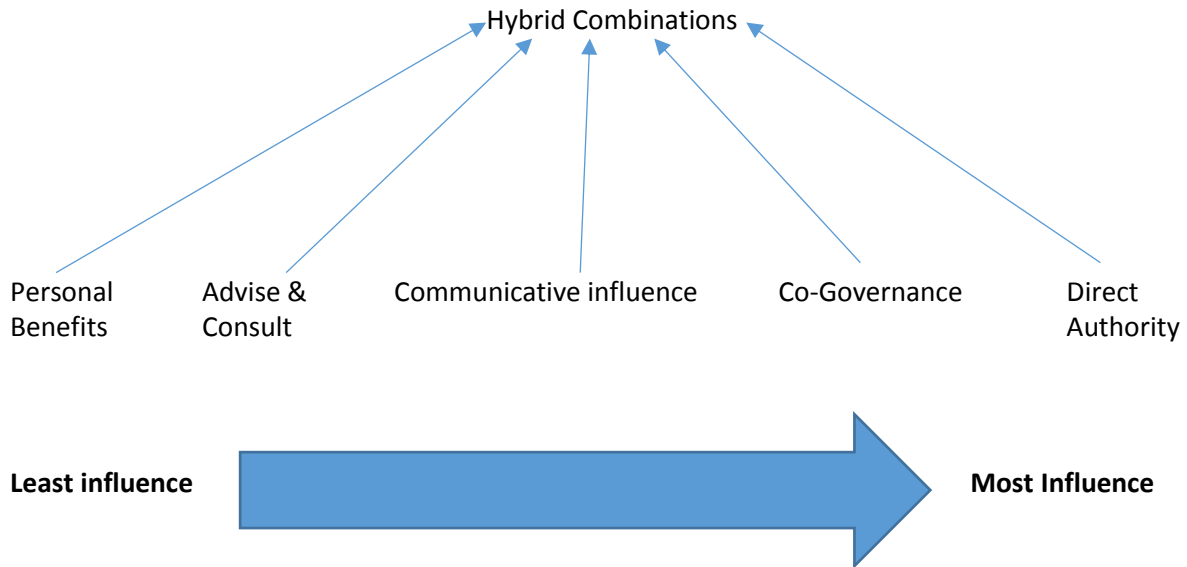 Hybrid Combinations
Personal
Benefits
Advise &
Consult
Communicative influence
Co-Governance
Direct
Authority
Least influence
Most Influence